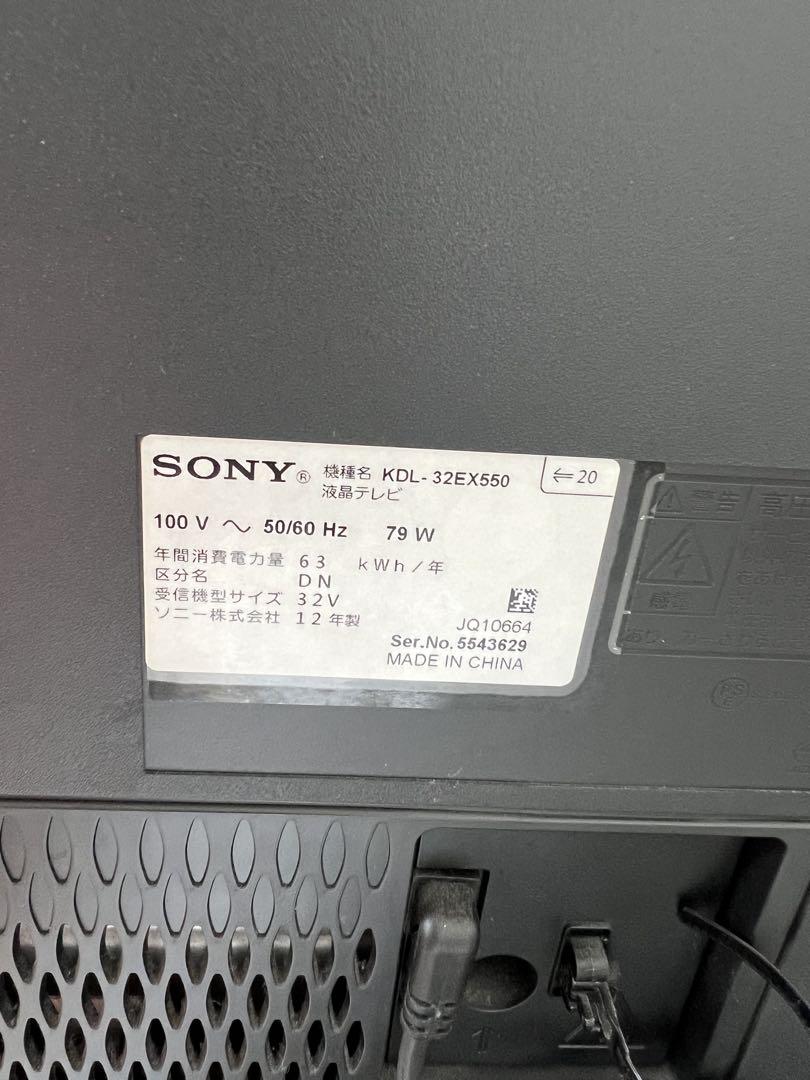 SONY® 機種名 KDL-32EX550
液晶テレビ
⇐20
100 V ~ 50/60 Hz 79 W
年間消費電力量 63 kWh/年
区分名 DN
受信機型サイズ 32V
ソニー株式会社 12年製
JQ10664
Ser.No. 5543629
MADE IN CHINA
警告